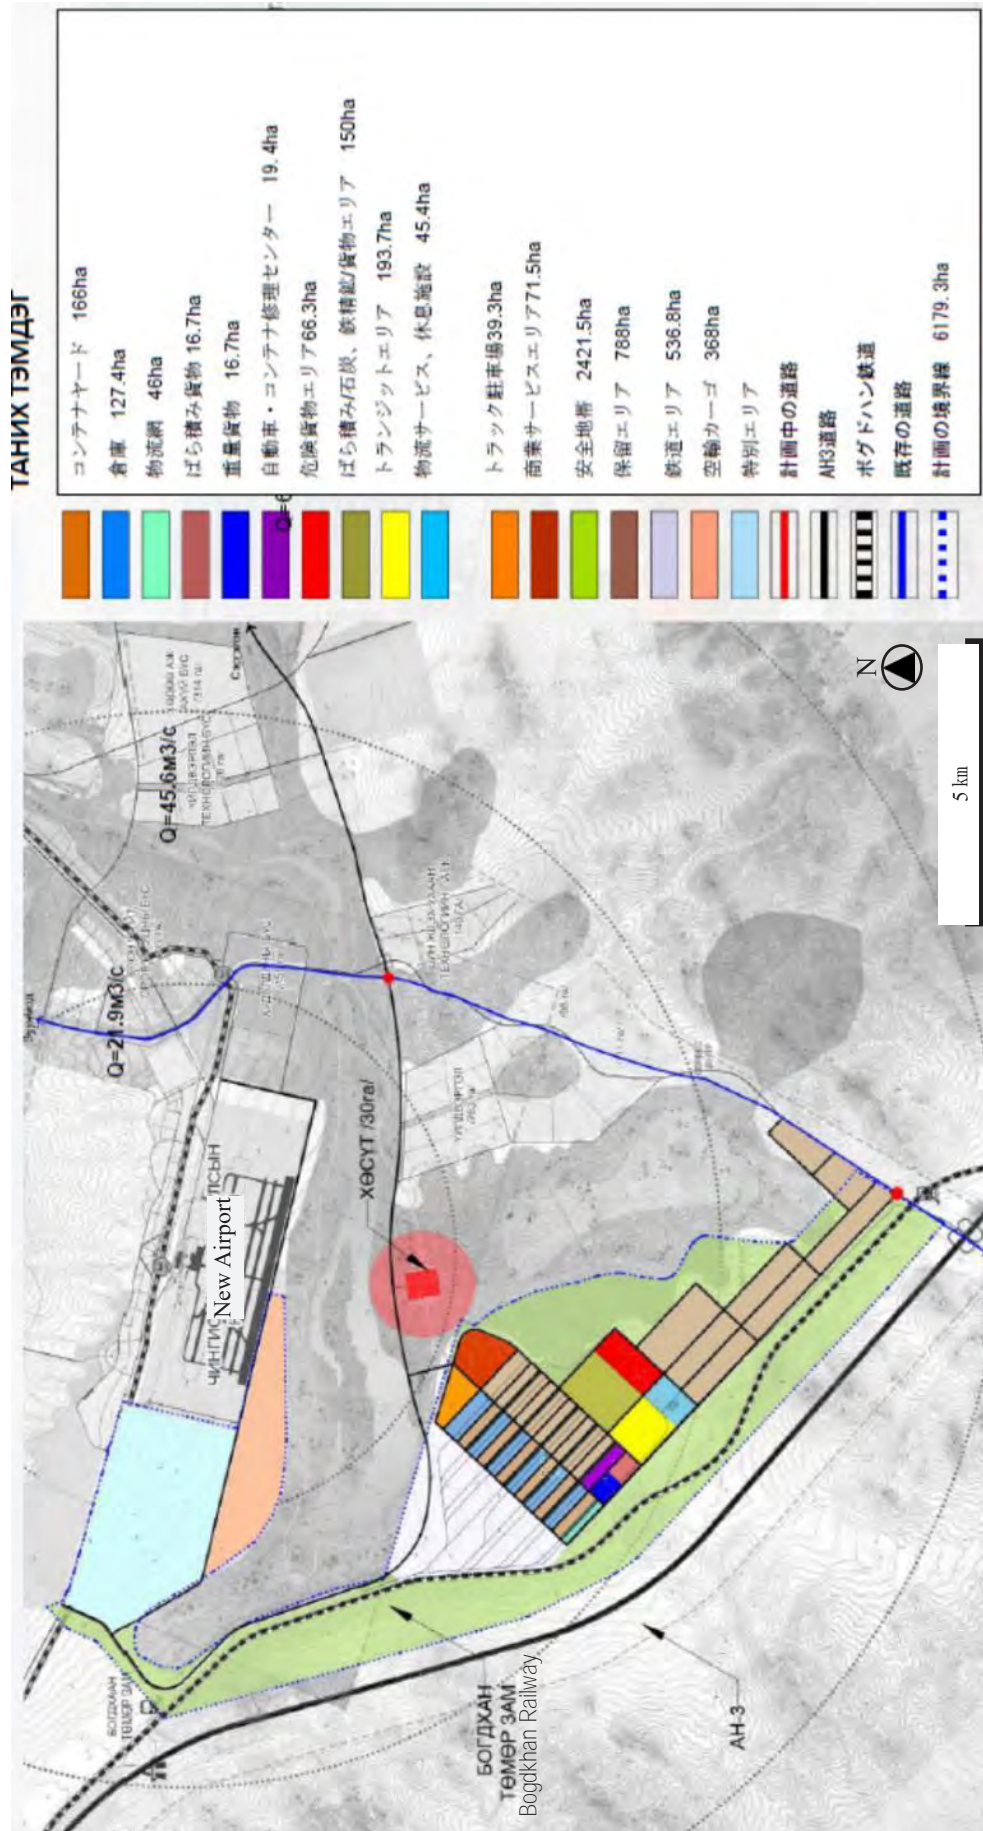 ТАНИХ ТЭМДЭГ
コンテナヤード 166ha
倉庫 127.4ha
物流網 46ha
ばら積み貨物 16.7ha
重量貨物 16.7ha
自動車・コンテナ修理センター 19.4ha
危険貨物エリア66.3ha
ばら積み/石炭、鉄精鉱/貨物エリア 150ha
トランジットエリア 193.7ha
物流サービス、休息施設 45.4ha
トラック駐車場39.3ha
商業サービスエリア71.5ha
安全地帯 2421.5ha
保留エリア 788ha
鉄道エリア 536.8ha
空輸カーゴ 368ha
特別エリア
計画中の道路
AH3道路
ボグドハン鉄道
既存の道路
計画の境界線 6179.3ha
Q=6
Q=45.6м3/с
Q=21.9м3/с
New Airport
ХӨСҮТ /30га/
БОГДХААН
ТӨМӨР ЗАМ
БОГДХАН
ТӨМӨР ЗАМ
Bogdkhan Railway
АН-3
N
5 km